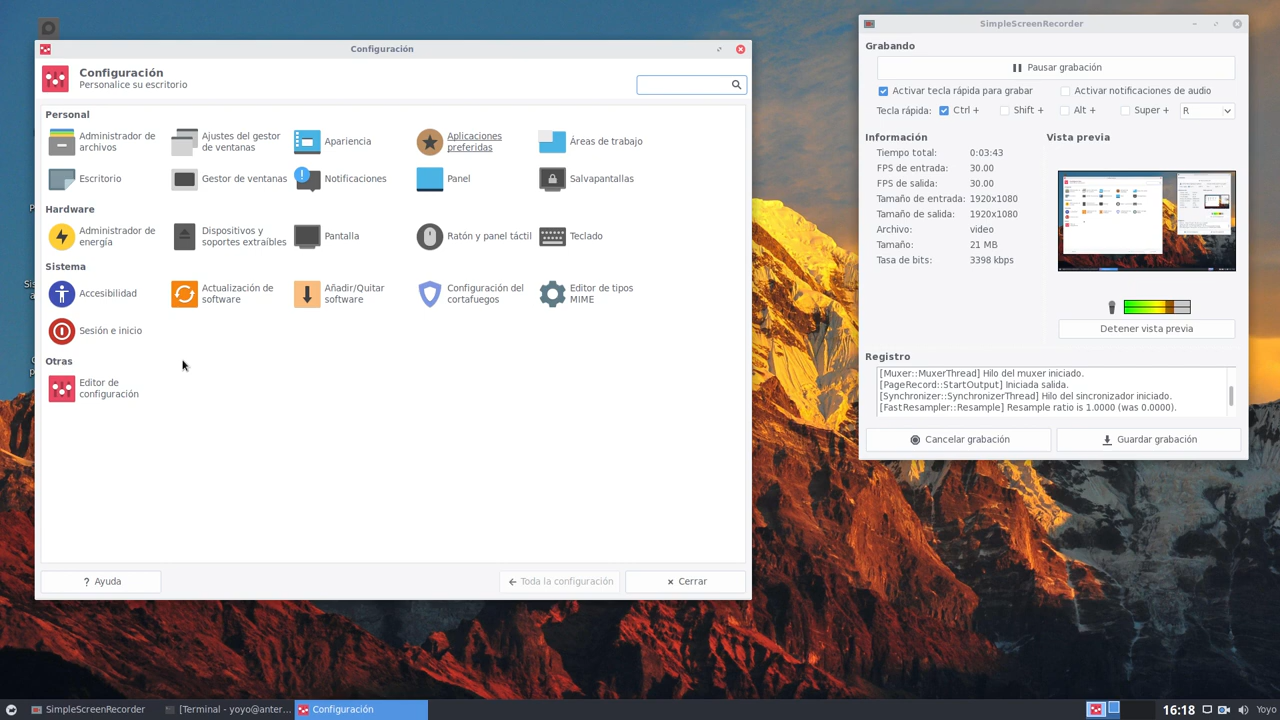 Configuración
Configuración
Personalice su escritorio
Personal
Administrador de
archivos
Ajustes del gestor
de ventanas
Apariencia
Aplicaciones
preferidas
Áreas de trabajo
Escritorio
Gestor de ventanas
Notificaciones
Panel
Salvapantallas
Hardware
Administrador de
energía
Dispositivos y
soportes extraíbles
Pantalla
Ratón y panel táctil
Teclado
Sistema
Accesibilidad
Actualización de
software
Añadir/Quitar
software
Configuración del
cortafuegos
Editor de tipos
MIME
Sesión e inicio
Otras
Editor de
configuración
? Ayuda
Toda la configuración
Cerrar
SimpleScreenRecorder
Grabando
Pausar grabación
Activar tecla rápida para grabar
Activar notificaciones de audio
Tecla rápida: Ctrl + Shift + Alt + Super + R
Información
Tiempo total: 0:03:43
FPS de entrada: 30.00
FPS de salida: 30.00
Tamaño de entrada: 1920x1080
Tamaño de salida: 1920x1080
Archivo: video
Tamaño: 21 MB
Tasa de bits: 3398 kbps
Vista previa
Detener vista previa
Registro
[Muxer::MuxerThread] Hilo del muxer iniciado.
[PageRecord::StartOutput] Iniciada salida.
[Synchronizer::SynchronizerThread] Hilo del sincronizador iniciado.
[FastResampler::Resample] Resample ratio is 1.0000 (was 0.0000).
Cancelar grabación
Guardar grabación
SimpleScreenRecorder
[Terminal - yoyo@anter...
Configuración
16:18
Yoyo